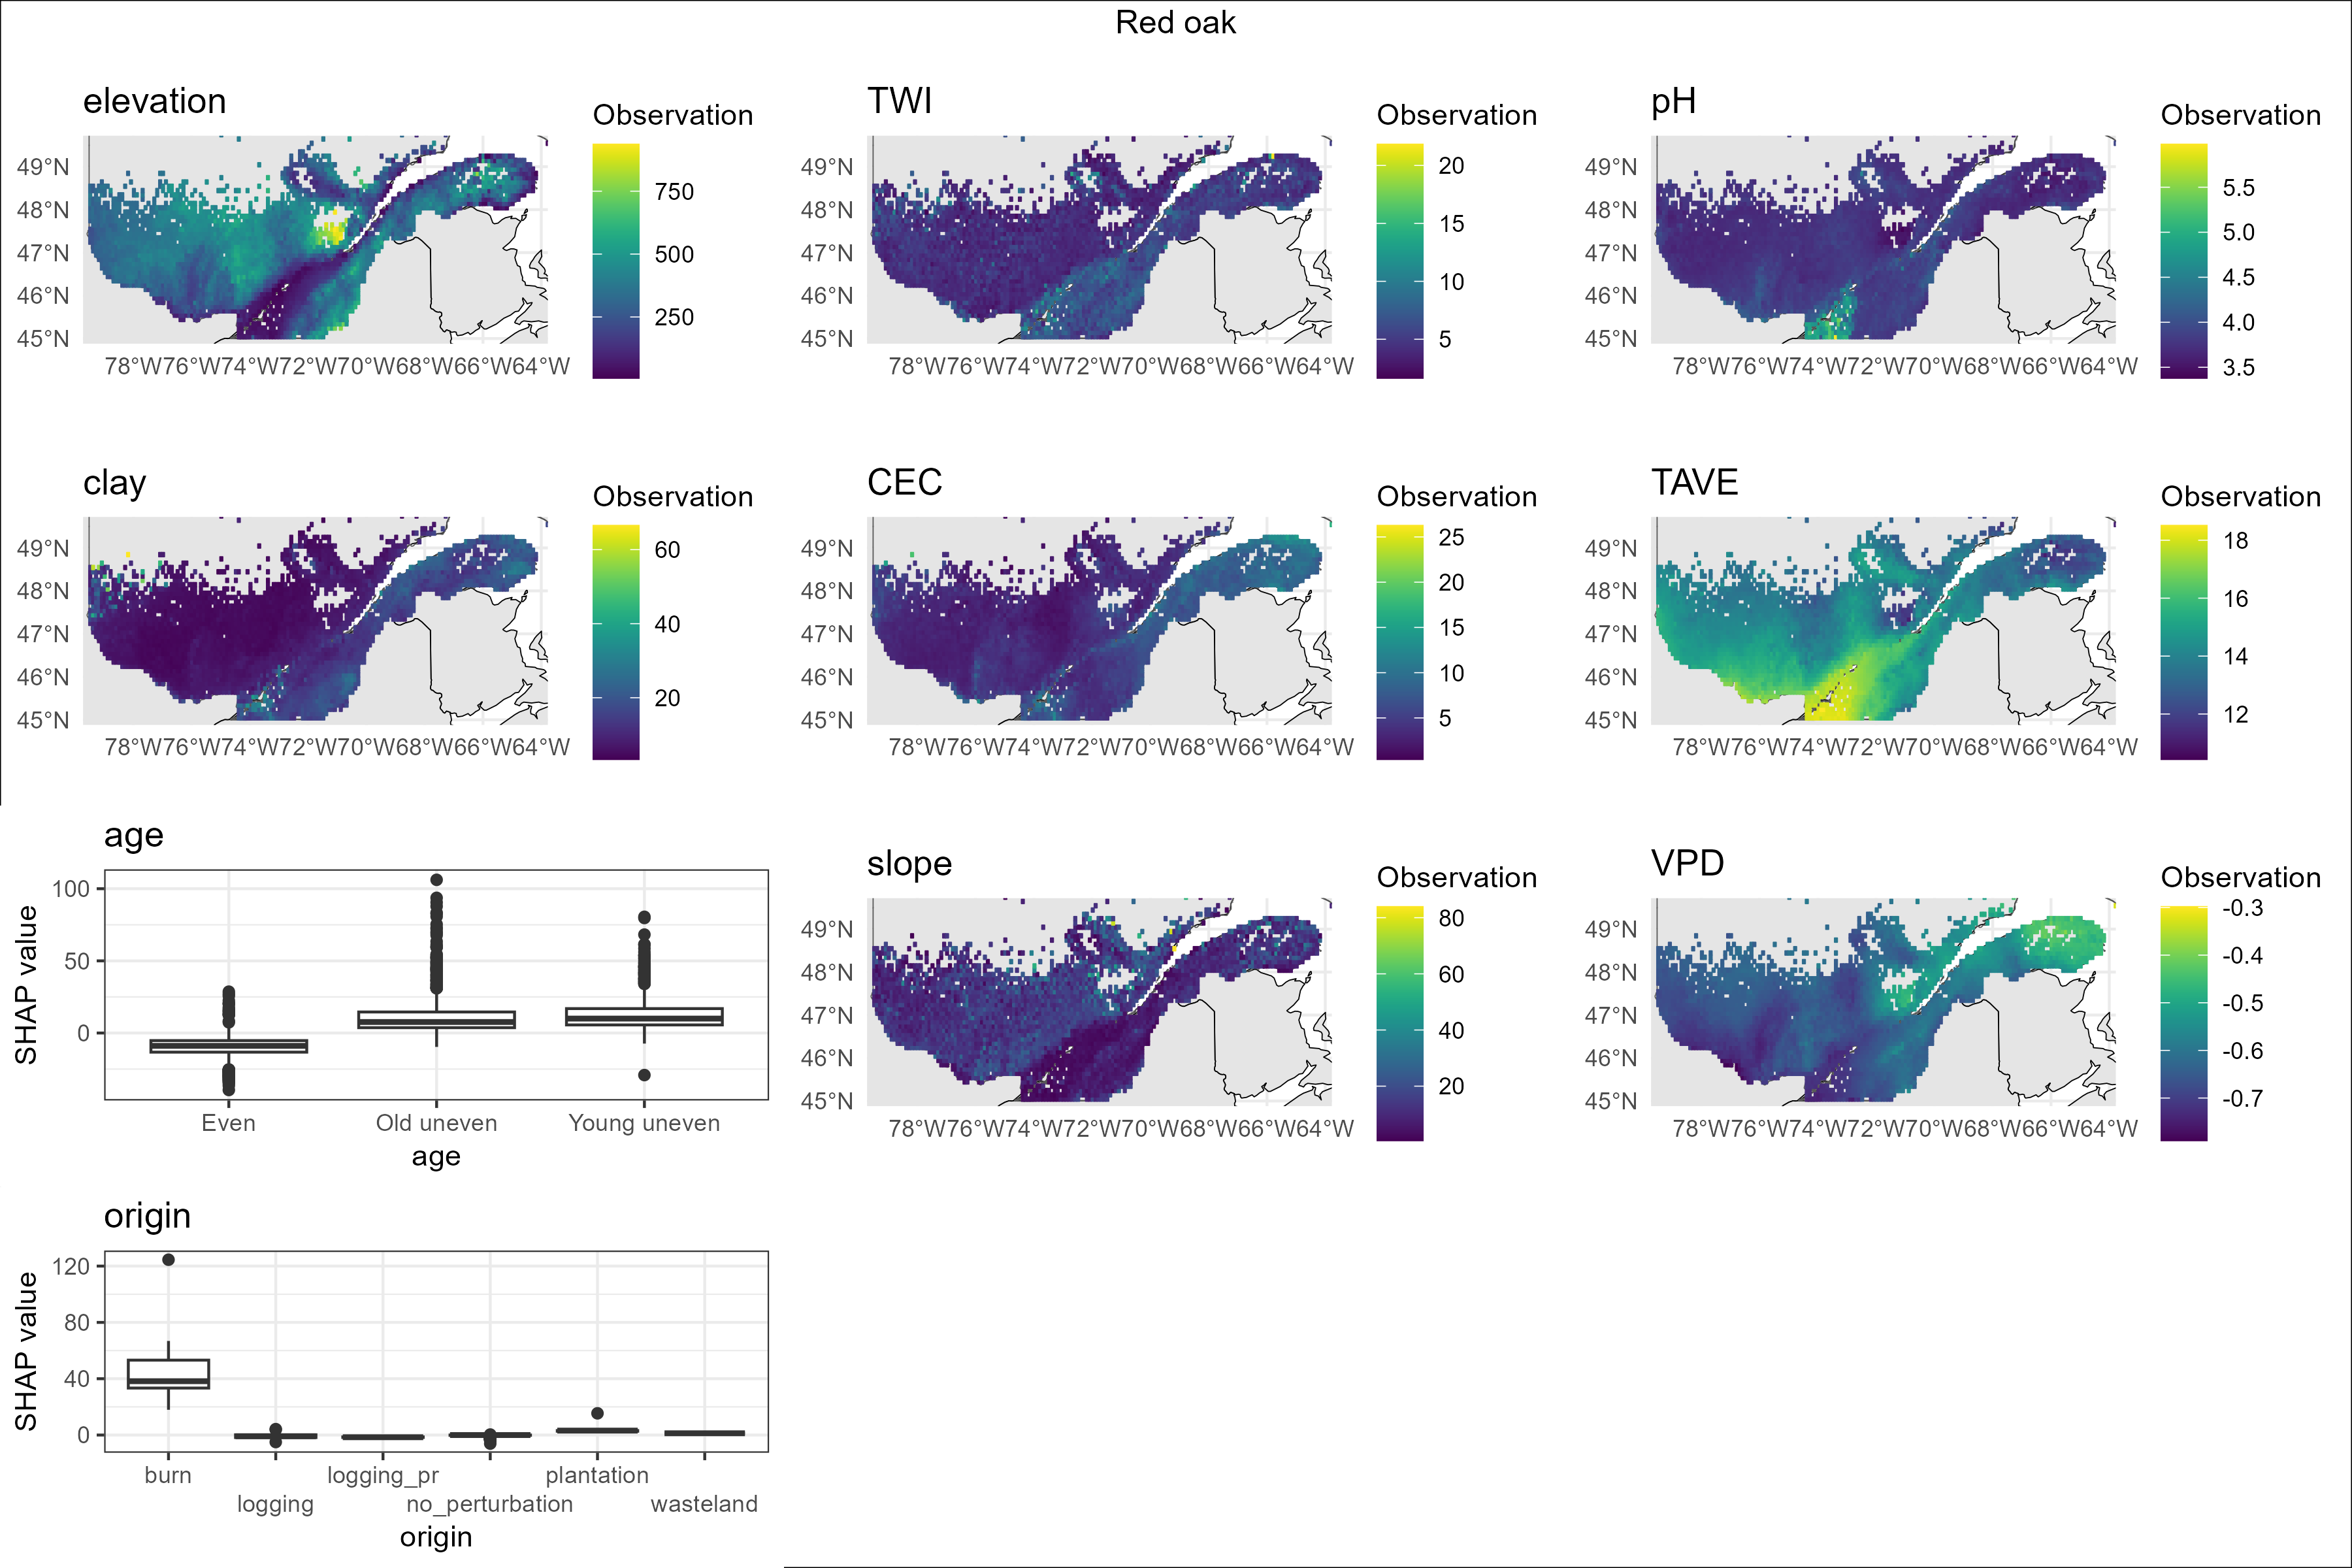 Red oak
elevation
Observation
49°N
48°N
47°N
46°N
45°N
78°W76°W74°W72°W70°W68°W66°W64°W
750
500
250
TWI
Observation
49°N
48°N
47°N
46°N
45°N
78°W76°W74°W72°W70°W68°W66°W64°W
20
15
10
5
pH
Observation
49°N
48°N
47°N
46°N
45°N
78°W76°W74°W72°W70°W68°W66°W64°W
5.5
5.0
4.5
4.0
3.5
clay
Observation
49°N
48°N
47°N
46°N
45°N
78°W76°W74°W72°W70°W68°W66°W64°W
60
40
20
CEC
Observation
49°N
48°N
47°N
46°N
45°N
78°W76°W74°W72°W70°W68°W66°W64°W
25
20
15
10
5
TAVE
Observation
49°N
48°N
47°N
46°N
45°N
78°W76°W74°W72°W70°W68°W66°W64°W
18
16
14
12
age
SHAP value
100
50
0
Even
Old uneven
Young uneven
age
slope
Observation
49°N
48°N
47°N
46°N
45°N
78°W76°W74°W72°W70°W68°W66°W64°W
80
60
40
20
VPD
Observation
49°N
48°N
47°N
46°N
45°N
78°W76°W74°W72°W70°W68°W66°W64°W
-0.3
-0.4
-0.5
-0.6
-0.7
origin
SHAP value
120
80
40
0
burn
logging
logging_pr
no_perturbation
plantation
wasteland
origin